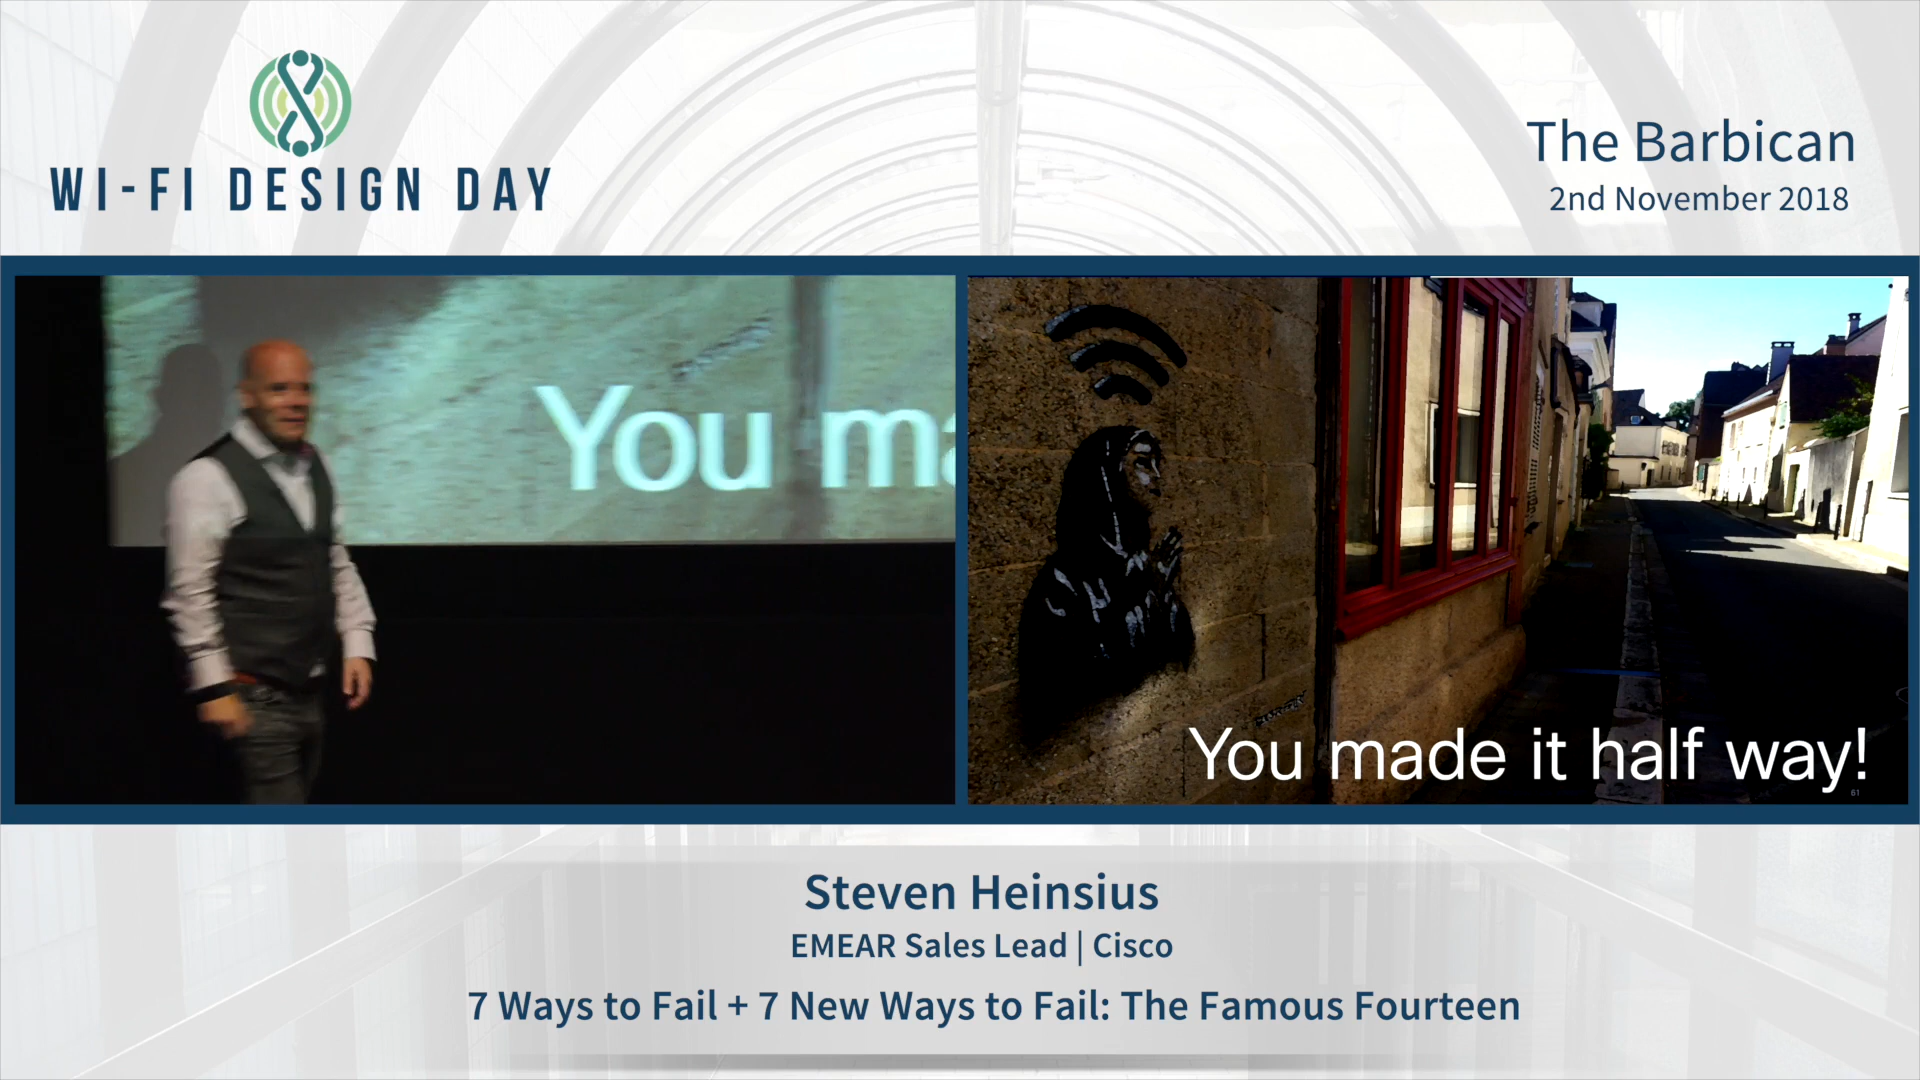 WI-FI DESIGN DAY
The Barbican
2nd November 2018
You ma
You made it half way!
61
Steven Heinsius
EMEAR Sales Lead | Cisco
7 Ways to Fail + 7 New Ways to Fail: The Famous Fourteen